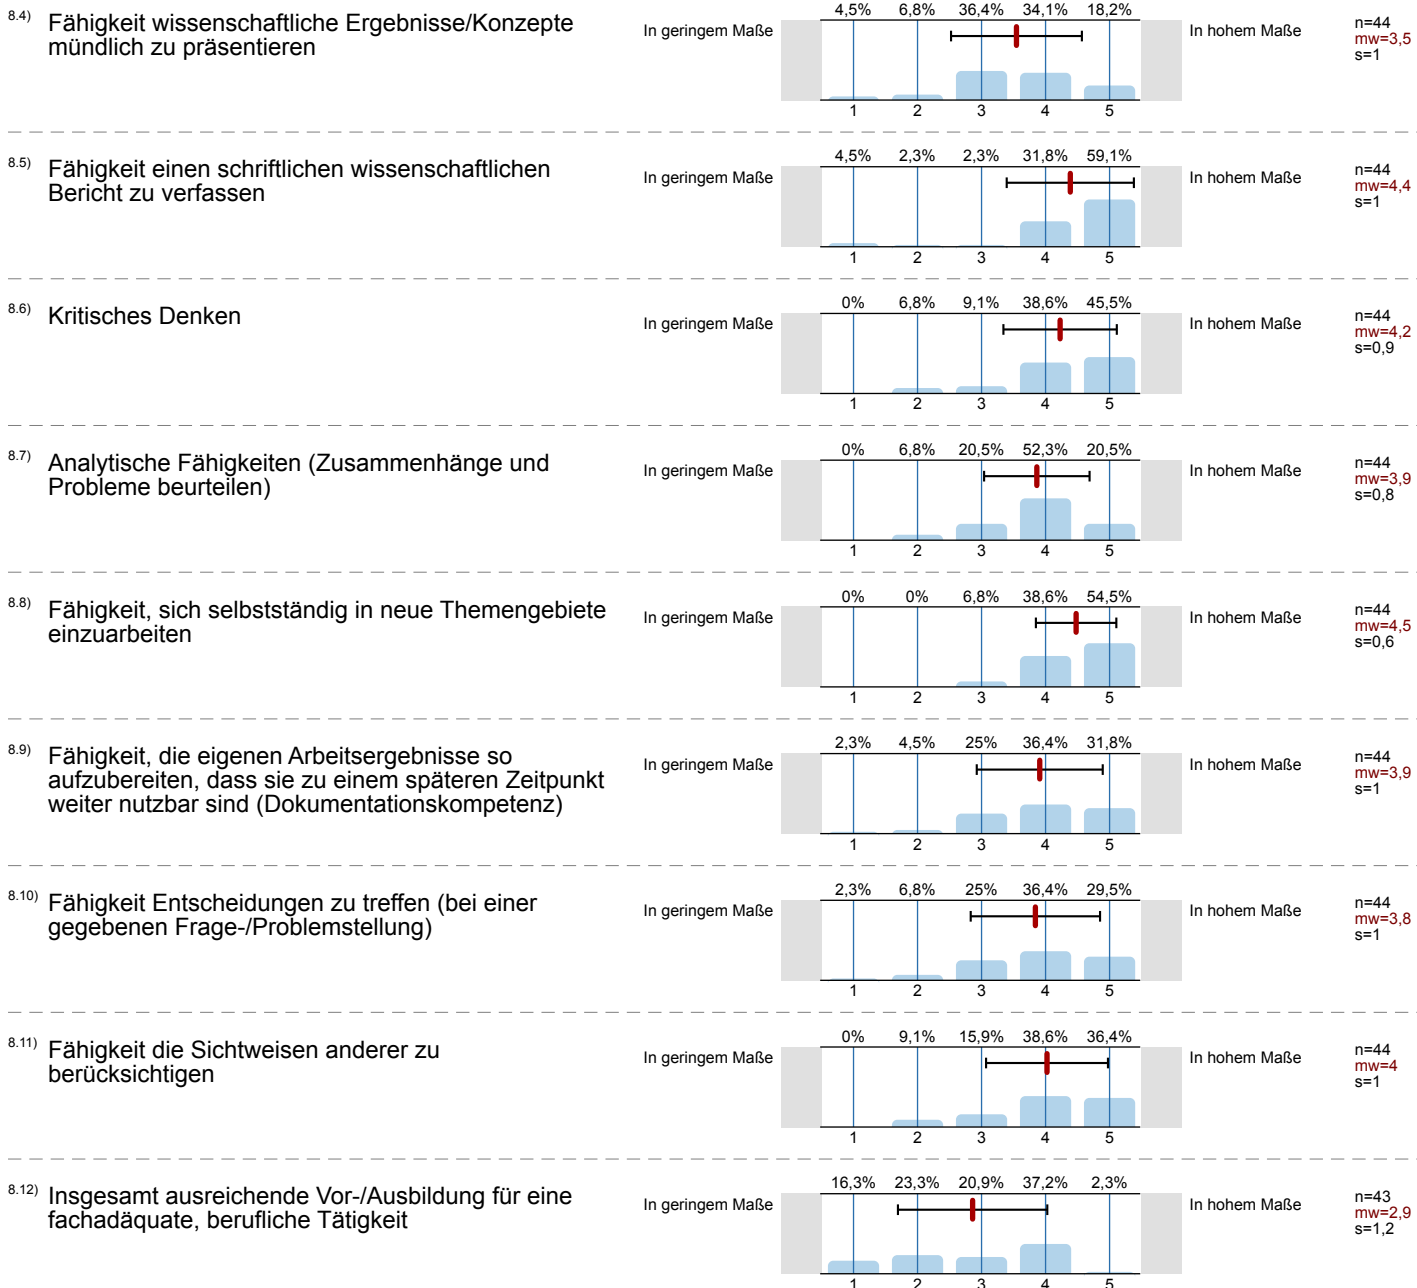 8.4) Fähigkeit wissenschaftliche Ergebnisse/Konzepte
mündlich zu präsentieren
In geringem Maße
4,5% 6,8% 36,4% 34,1% 18,2%
1 2 3 4 5
In hohem Maße
n=44
mw=3,5
s=1
8.5) Fähigkeit einen schriftlichen wissenschaftlichen
Bericht zu verfassen
In geringem Maße
4,5% 2,3% 2,3% 31,8% 59,1%
1 2 3 4 5
In hohem Maße
n=44
mw=4,4
s=1
8.6) Kritisches Denken
In geringem Maße
0% 6,8% 9,1% 38,6% 45,5%
1 2 3 4 5
In hohem Maße
n=44
mw=4,2
s=0,9
8.7) Analytische Fähigkeiten (Zusammenhänge und
Probleme beurteilen)
In geringem Maße
0% 6,8% 20,5% 52,3% 20,5%
1 2 3 4 5
In hohem Maße
n=44
mw=3,9
s=0,8
8.8) Fähigkeit, sich selbstständig in neue Themengebiete
einzuarbeiten
In geringem Maße
0% 0% 6,8% 38,6% 54,5%
1 2 3 4 5
In hohem Maße
n=44
mw=4,5
s=0,6
8.9) Fähigkeit, die eigenen Arbeitsergebnisse so
aufzubereiten, dass sie zu einem späteren Zeitpunkt
weiter nutzbar sind (Dokumentationskompetenz)
In geringem Maße
2,3% 4,5% 25% 36,4% 31,8%
1 2 3 4 5
In hohem Maße
n=44
mw=3,9
s=1
8.10) Fähigkeit Entscheidungen zu treffen (bei einer
gegebenen Frage-/Problemstellung)
In geringem Maße
2,3% 6,8% 25% 36,4% 29,5%
1 2 3 4 5
In hohem Maße
n=44
mw=3,8
s=1
8.11) Fähigkeit die Sichtweisen anderer zu
berücksichtigen
In geringem Maße
0% 9,1% 15,9% 38,6% 36,4%
1 2 3 4 5
In hohem Maße
n=44
mw=4
s=1
8.12) Insgesamt ausreichende Vor-/Ausbildung für eine
fachadäquate, berufliche Tätigkeit
In geringem Maße
16,3% 23,3% 20,9% 37,2% 2,3%
1 2 3 4 5
In hohem Maße
n=43
mw=2,9
s=1,2